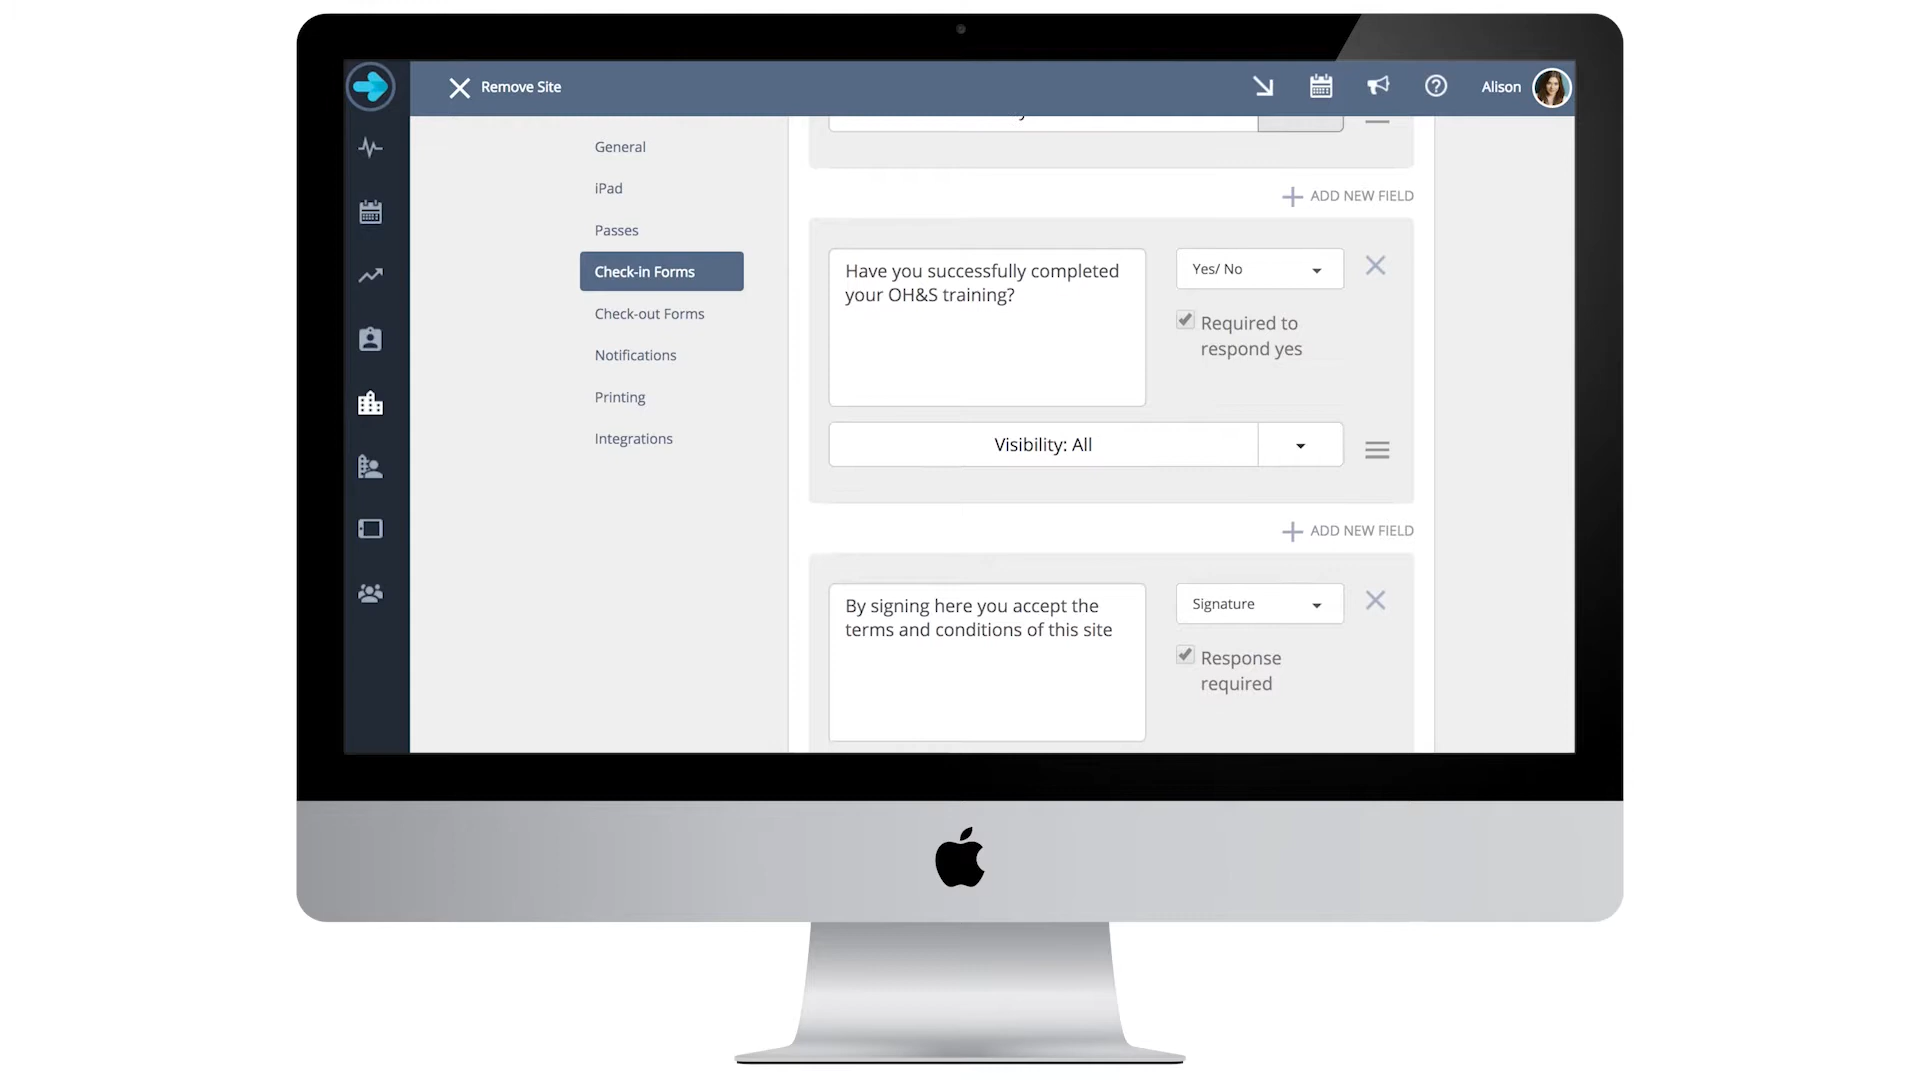 Remove Site
Alison
General
iPad
Passes
Check-in Forms
Check-out Forms
Notifications
Printing
Integrations
ADD NEW FIELD
Have you successfully completed
your OH&S training?
Yes/ No
Required to
respond yes
Visibility: All
ADD NEW FIELD
By signing here you accept the
terms and conditions of this site
Signature
Response
required